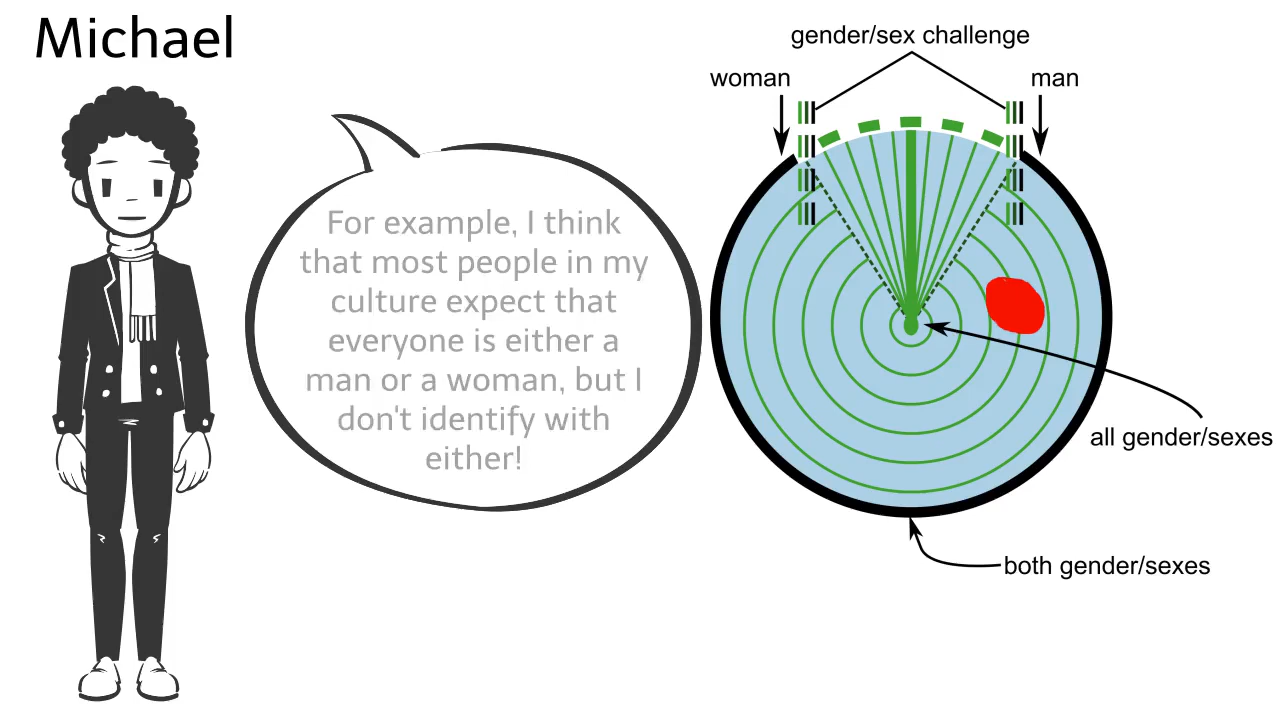 Michael
For example, I think
that most people in my
culture expect that
everyone is either a
man or a woman, but I
don't identify with
either!
gender/sex challenge
woman
man
all gender/sexes
both gender/sexes